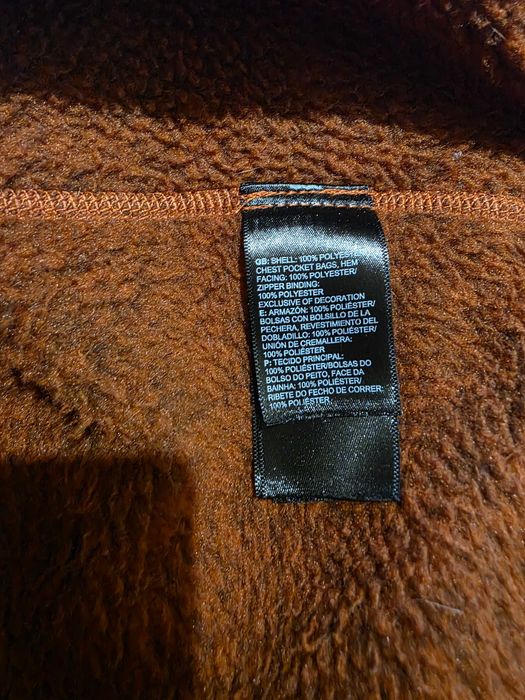 GB: SHELL: 100% POLYESTER/
CHEST POCKET BAGS, HEM
FACING: 100% POLYESTER/
ZIPPER BINDING:
100% POLYESTER
EXCLUSIVE OF DECORATION
E: ARMAZÓN: 100% POLIÉSTER/
BOLSAS CON BOLSILLO DE LA
PECHERA, REVESTIMIENTO DEL
DOBLADILLO: 100% POLIÉSTER/
UNIÓN DE CREMALLERA:
100% POLIÉSTER
P: TECIDO PRINCIPAL:
100% POLIÉSTER/BOLSAS DO
BOLSO DO PEITO, FACE DA
BAINHA: 100% POLIÉSTER/
RIBETE DO FECHO DE CORRER:
100% POLIÉSTER